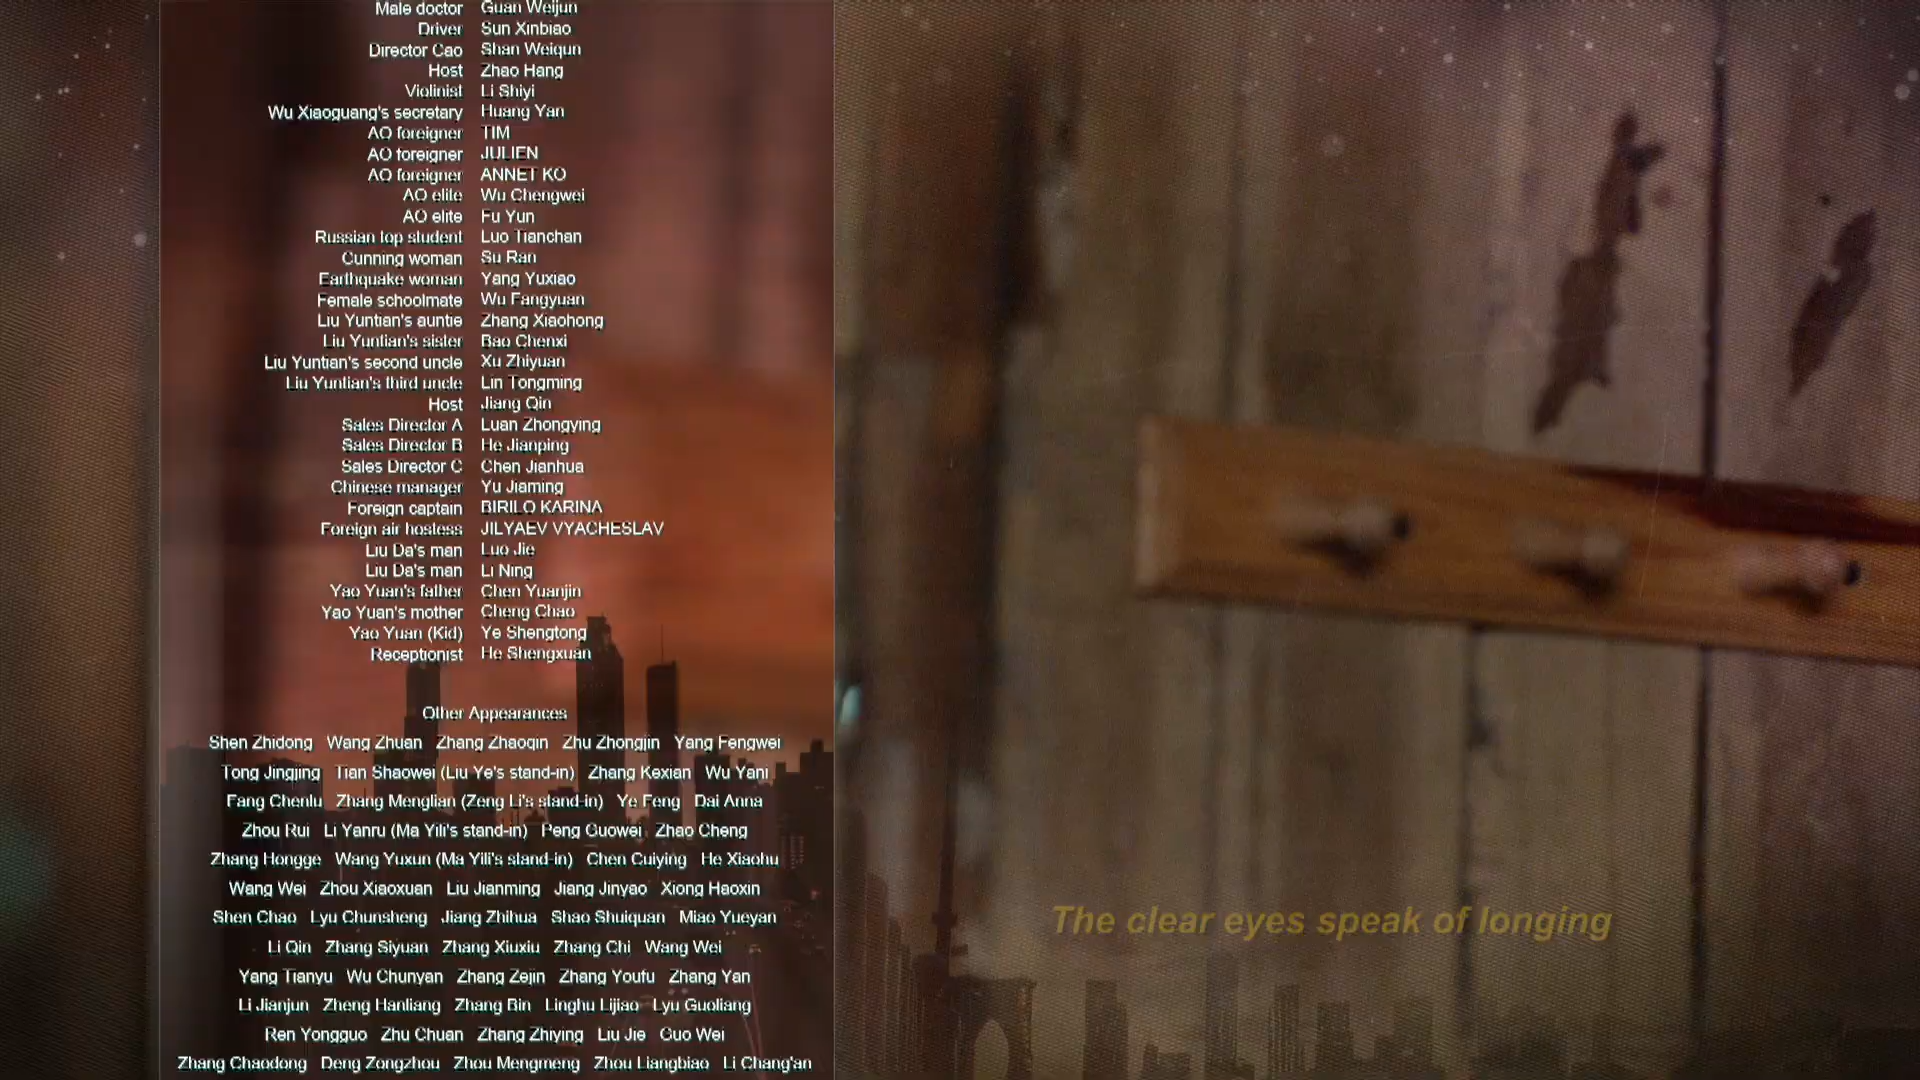 Male doctor Guan Weijun
Driver Sun Xinbiao
Director Cao Shan Weiqun
Host Zhao Hang
Violinist Li Shiyi
Wu Xiaoguang's secretary Huang Yan
AO foreigner TIM
AO foreigner JULIEN
AO foreigner ANNET KO
AO elite Wu Chengwei
AO elite Fu Yun
Russian top student Luo Tianchan
Cunning woman Su Ran
Earthquake woman Yang Yuxiao
Female schoolmate Wu Fangyuan
Liu Yuntian's auntie Zhang Xiaohong
Liu Yuntian's sister Bao Chenxi
Liu Yuntian's second uncle Xu Zhiyuan
Liu Yuntian's third uncle Lin Tongming
Host Jiang Qin
Sales Director A Luan Zhongying
Sales Director B He Jianping
Sales Director C Chen Jianhua
Chinese manager Yu Jiaming
Foreign captain BIRILO KARINA
Foreign air hostess JILYAEV VYACHESLAV
Liu Da's man Luo Jie
Liu Da's man Li Ning
Yao Yuan's father Chen Yuanjin
Yao Yuan's mother Cheng Chao
Yao Yuan (Kid) Ye Shengtong
Receptionist He Shengxuan
Other Appearances
Shen Zhidong Wang Zhuan Zhang Zhaoqin Zhu Zhongjin Yang Fengwei
Tong Jingjing Tian Shaowei (Liu Ye's stand-in) Zhang Kexian Wu Yani
Fang Chenlu Zhang Menglian (Zeng Li's stand-in) Ye Feng Dai Anna
Zhou Rui Li Yanru (Ma Yili's stand-in) Peng Guowei Zhao Cheng
Zhang Hongge Wang Yuxun (Ma Yili's stand-in) Chen Cuiying He Xiaohu
Wang Wei Zhou Xiaoxuan Liu Jianming Jiang Jinyao Xiong Haoxin
Shen Chao Lyu Chunsheng Jiang Zhihua Shao Shuiquan Miao Yueyan
Li Qin Zhang Siyuan Zhang Xiuxiu Zhang Chi Wang Wei
Yang Tianyu Wu Chunyan Zhang Zejin Zhang Youfu Zhang Yan
Li Jianjun Zheng Hanliang Zhang Bin Linghu Lijiao Lyu Guoliang
Ren Yongguo Zhu Chuan Zhang Zhiying Liu Jie Guo Wei
Zhang Chaodong Deng Zongzhou Zhou Mengmeng Zhou Liangbiao Li Chang'an
The clear eyes speak of longing